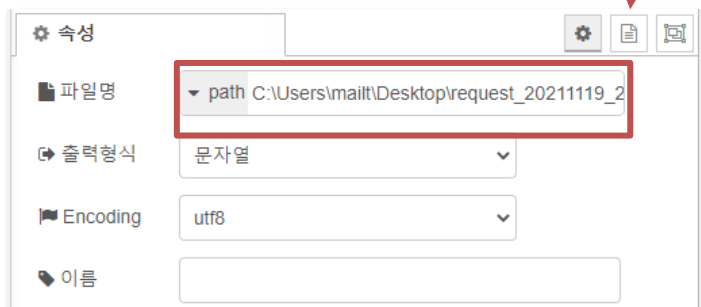 속성
파일명 path C:\Users\mailt\Desktop\request_20211119_2
출력형식 문자열
Encoding utf8
이름